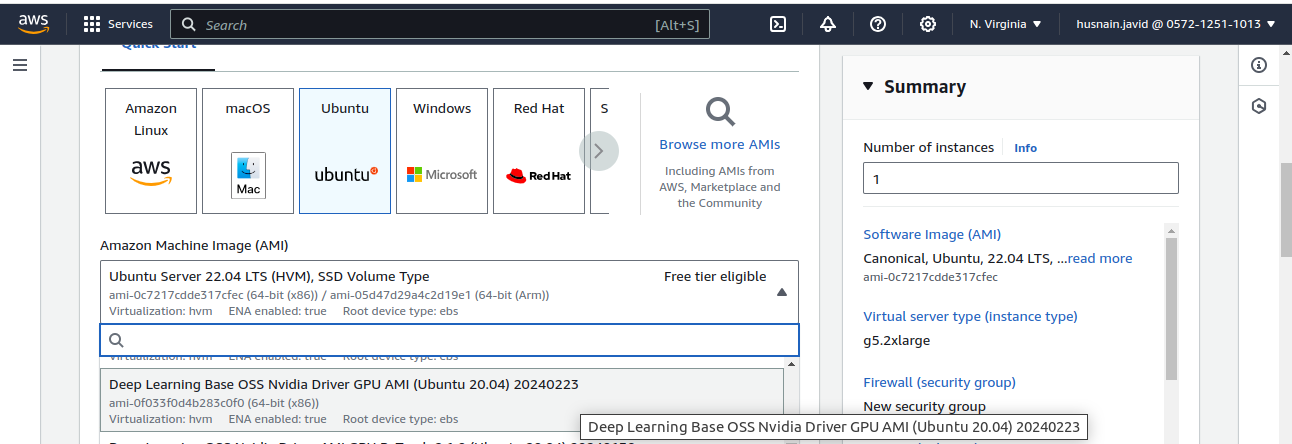 aws
Services
Search
[Alt+S]
N. Virginia
husnain.javid @ 0572-1251-1013
Quick Start
Amazon
Linux
aws
macOS
Mac
Ubuntu
ubuntu
Windows
Microsoft
Red Hat
Red Hat
S
Browse more AMIs
Including AMIs from
AWS, Marketplace and
the Community
Amazon Machine Image (AMI)
Ubuntu Server 22.04 LTS (HVM), SSD Volume Type
Free tier eligible
ami-0c7217cdde317cfec (64-bit (x86)) / ami-05d47d29a4c2d19e1 (64-bit (Arm))
Virtualization: hvm ENA enabled: true Root device type: ebs
Virtualization: hvm ENA enabled: true Root device type: ebs
Deep Learning Base OSS Nvidia Driver GPU AMI (Ubuntu 20.04) 20240223
ami-0f033f0d4b283c0f0 (64-bit (x86))
Virtualization: hvm ENA enabled: true Root device type: ebs
Deep Learning Base OSS Nvidia Driver GPU AMI (Ubuntu 20.04) 20240223
Summary
Number of instances
Info
1
Software Image (AMI)
Canonical, Ubuntu, 22.04 LTS, ...read more
ami-0c7217cdde317cfec
Virtual server type (instance type)
g5.2xlarge
Firewall (security group)
New security group